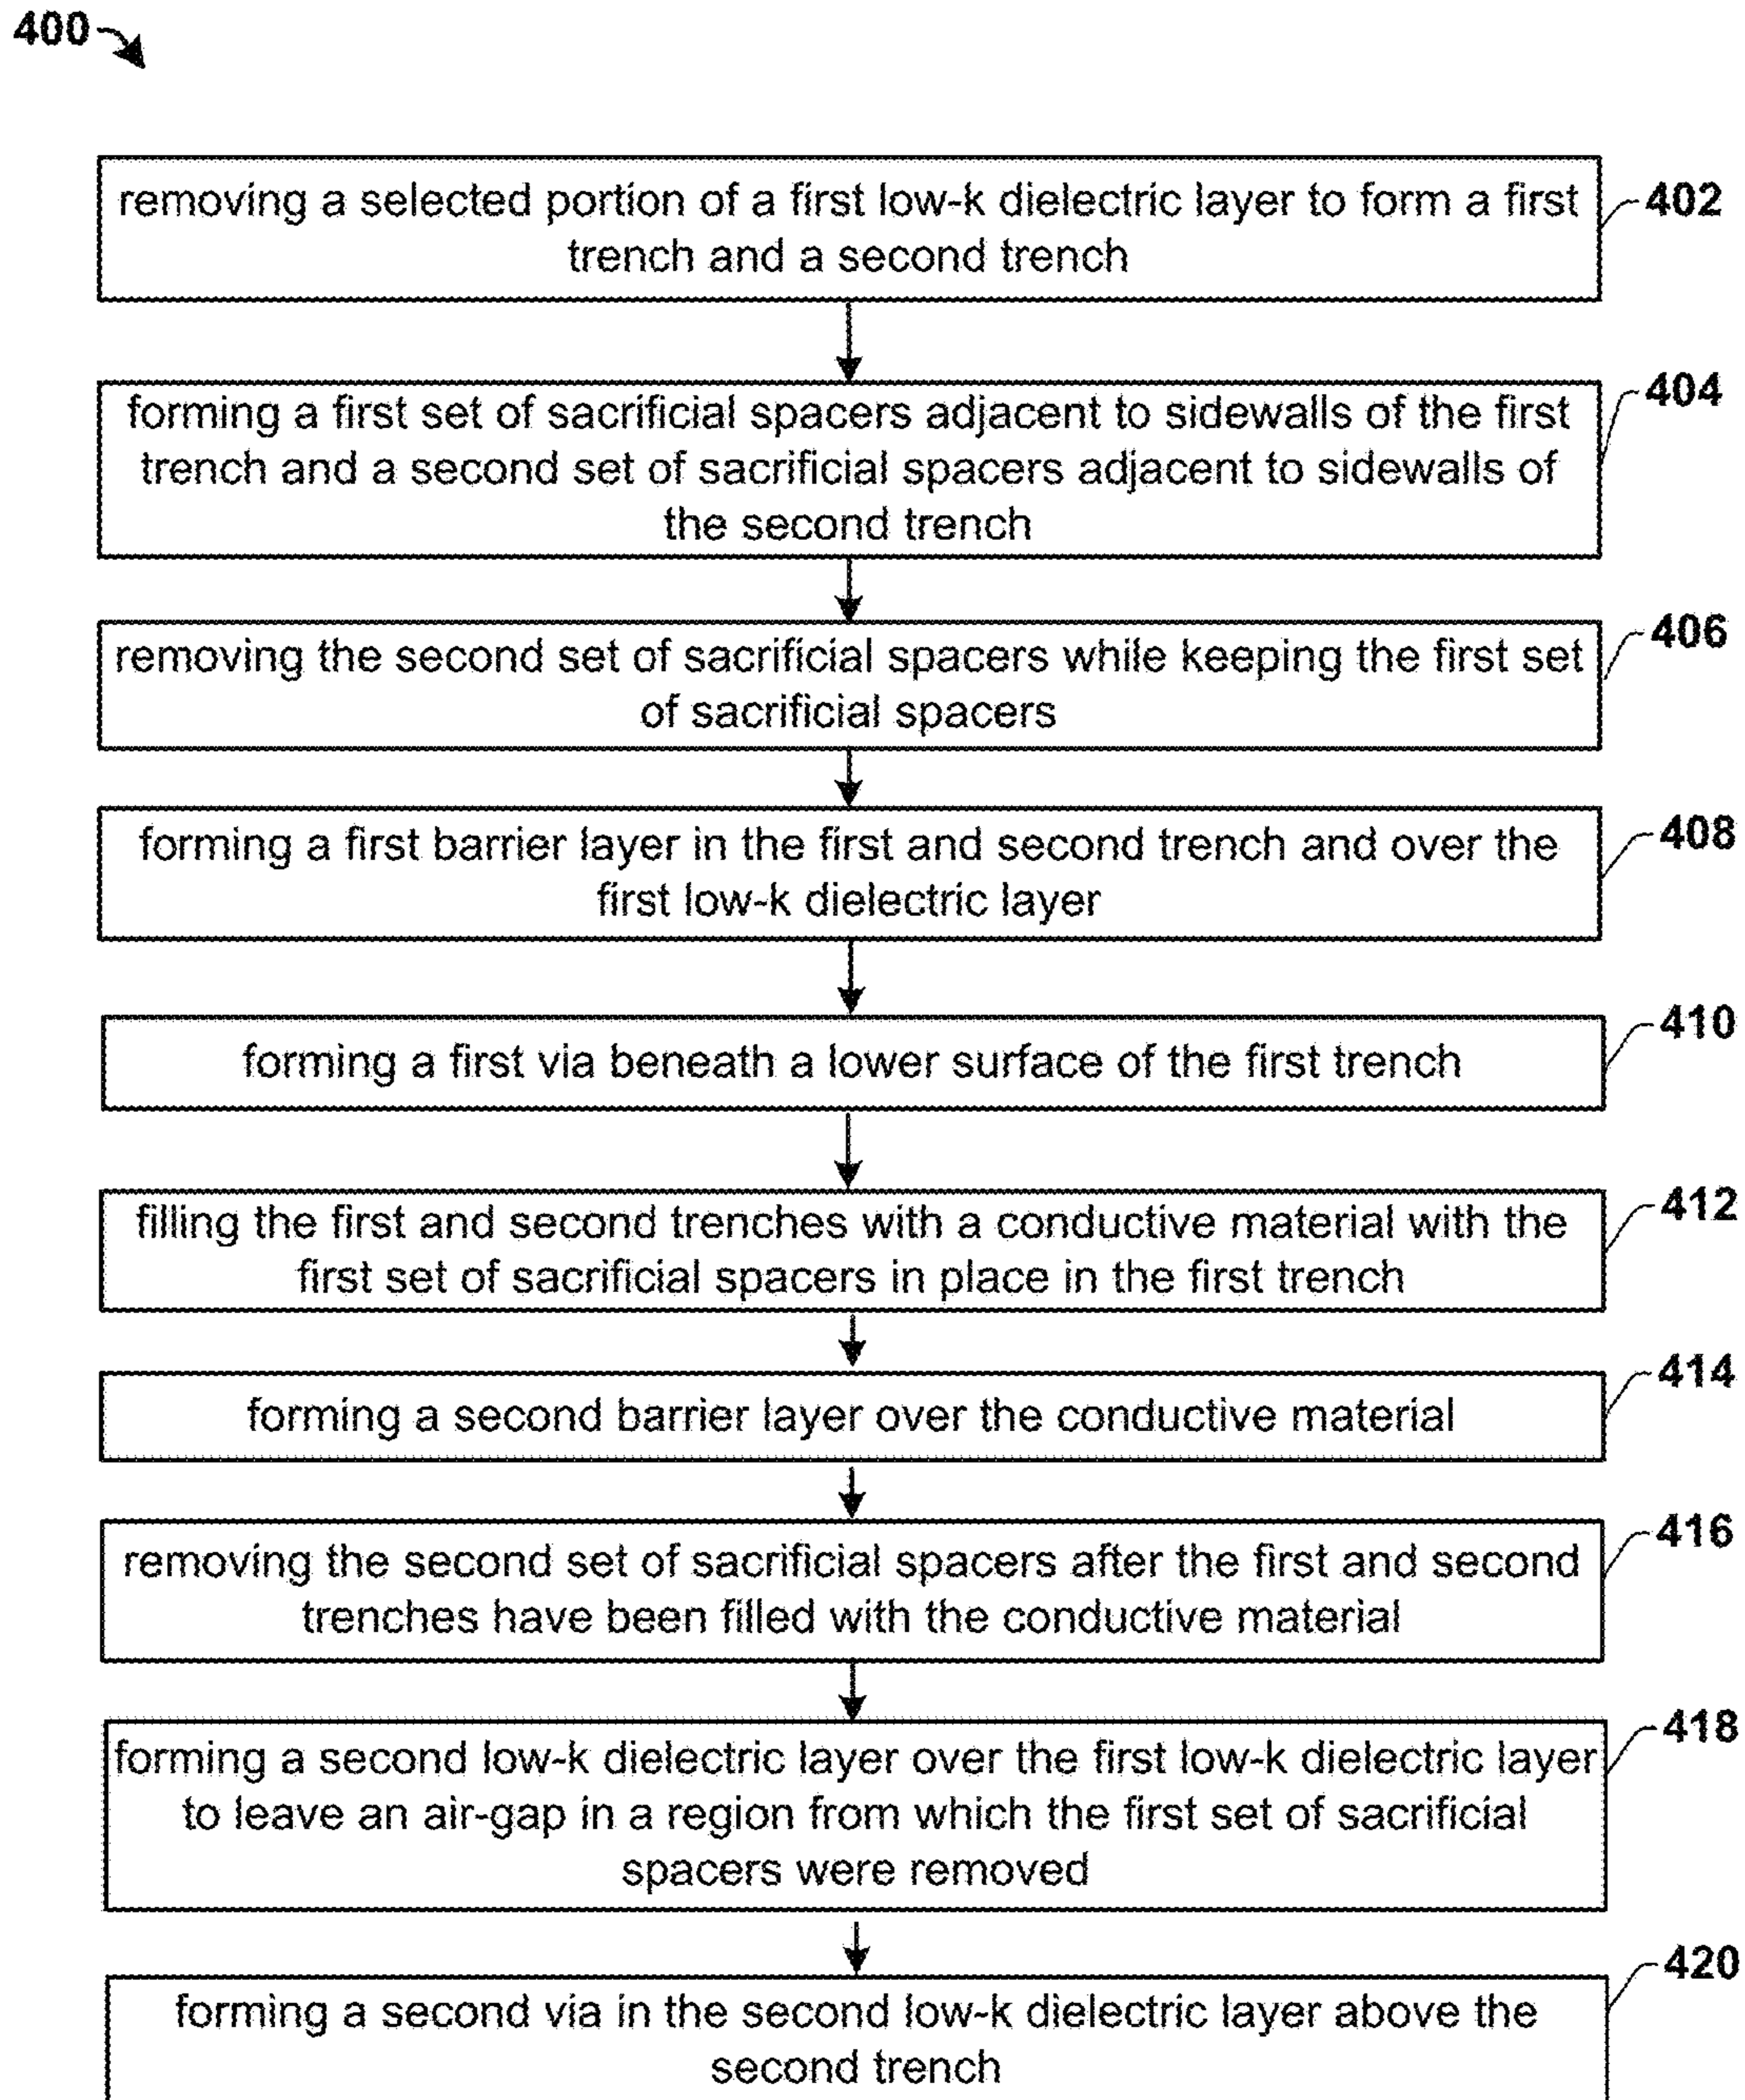 400
removing a selected portion of a first low-k dielectric layer to form a first
trench and a second trench
402
forming a first set of sacrificial spacers adjacent to sidewalls of the first
trench and a second set of sacrificial spacers adjacent to sidewalls of
the second trench
404
removing the second set of sacrificial spacers while keeping the first set
of sacrificial spacers
406
forming a first barrier layer in the first and second trench and over the
first low-k dielectric layer
408
forming a first via beneath a lower surface of the first trench
410
filling the first and second trenches with a conductive material with the
first set of sacrificial spacers in place in the first trench
412
forming a second barrier layer over the conductive material
414
removing the second set of sacrificial spacers after the first and second
trenches have been filled with the conductive material
416
forming a second low-k dielectric layer over the first low-k dielectric layer
to leave an air-gap in a region from which the first set of sacrificial
spacers were removed
418
forming a second via in the second low-k dielectric layer above the
second trench
420